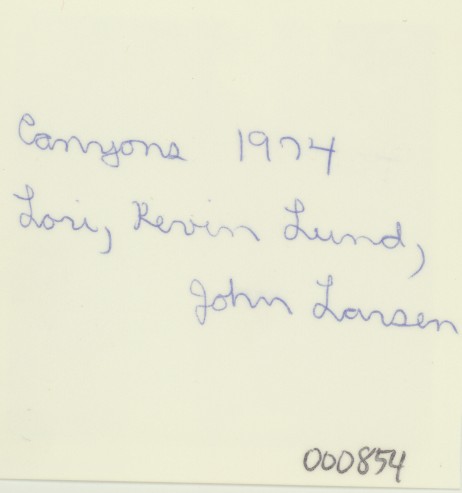 Canyons 1974
Lori, Kevin Lund,
John Larsen
000854